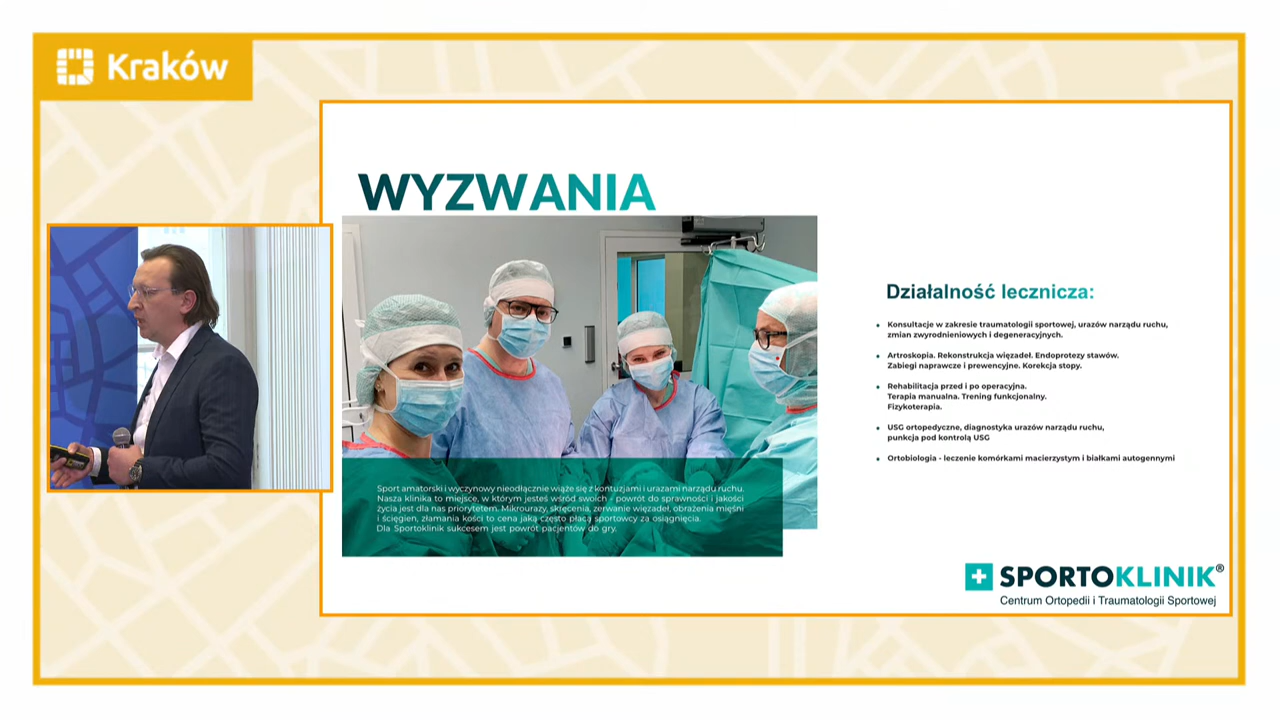 Kraków
WYZWANIA
Sport amatorski i wyczynowy nieodłącznie wiąże się z kontuzjami i urazami narządu ruchu.
Nasza klinika to miejsce, w którym jesteś wśród swoich - powrót do sprawności i jakości
życia jest dla nas priorytetem. Mikrourazy, skręcenia, zerwanie więzadeł, obrażenia mięśni
i ścięgien, złamania kości to cena jaką często płacą sportowcy za osiągnięcia.
Dla Sportoklinik sukcesem jest powrót pacjentów do gry.
Działalność lecznicza:
• Konsultacje w zakresie traumatologii sportowej, urazów narządu ruchu,
zmian zwyrodnieniowych i degeneracyjnych.
• Artroskopia. Rekonstrukcja więzadeł. Endoprotezy stawów.
Zabiegi naprawcze i prewencyjne. Korekcja stopy.
• Rehabilitacja przed i po operacyjna.
Terapia manualna. Trening funkcjonalny.
Fizykoterapia.
• USG ortopedyczne, diagnostyka urazów narządu ruchu,
punkcja pod kontrolą USG
• Ortobiologia - leczenie komórkami macierzystym i białkami autogennymi
SPORTOKLINIK®
Centrum Ortopedii i Traumatologii Sportowej